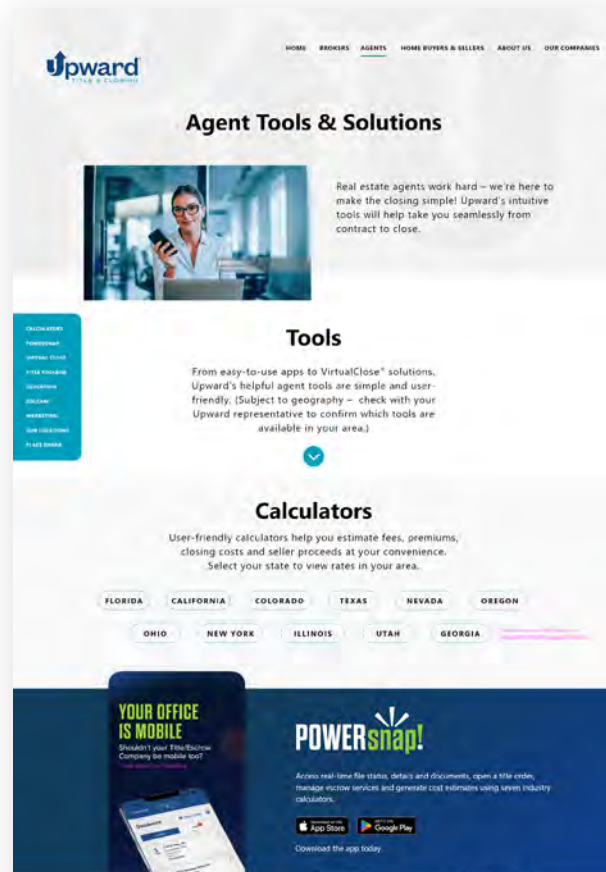 HOME BROKERS AGENTS HOME BUYERS & SELLERS ABOUT US OUR COMPANIES
Upward
TITLE & CLOSING
Agent Tools & Solutions
Real estate agents work hard – we're here to
make the closing simple! Upward's intuitive
tools will help take you seamlessly from
contract to close.
CALCULATORS
POWERSNAP
VIRTUAL CLOSE
TITLE TOOLBOX
EDUCATION
MARKETING
OUR LOCATIONS
PLACE ORDER
Tools
From easy-to-use apps to VirtualClose® solutions,
Upward's helpful agent tools are simple and user-
friendly. (Subject to geography – check with your
Upward representative to confirm which tools are
available in your area.)
Calculators
User-friendly calculators help you estimate fees, premiums,
closing costs and seller proceeds at your convenience.
Select your state to view rates in your area.
FLORIDA CALIFORNIA COLORADO TEXAS NEVADA OREGON
OHIO NEW YORK ILLINOIS UTAH GEORGIA
YOUR OFFICE
IS MOBILE
Shouldn't your Title/Escrow
Company be mobile too?
POWERsnap!
Access real-time file status, details and documents, open a title order,
manage escrow services and generate cost estimates using seven industry
calculators.
App Store Google Play
Download the app today.